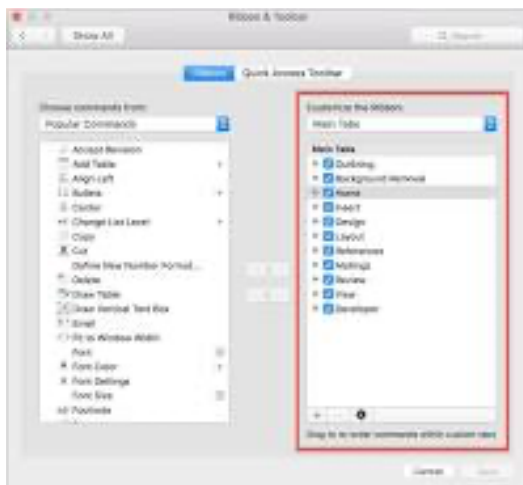 Ribbon & Toolbar
Show All
Search
Ribbon
Quick Access Toolbar
Choose commands from:
Popular Commands
Accept Revision
Add Table
Align Left
Bullets
Center
Change List Level
Copy
Cut
Define New Number Format...
Delete
Draw Table
Draw Vertical Text Box
Email
Fit to Window Width
Font
Font Color
Font Settings
Font Size
Footnote
Customize the Ribbon:
Main Tabs
Main Tabs
Outlining
Background Removal
Home
Insert
Design
Layout
References
Mailings
Review
View
Developer
Drag to re-order commands within custom tabs
Cancel
Save